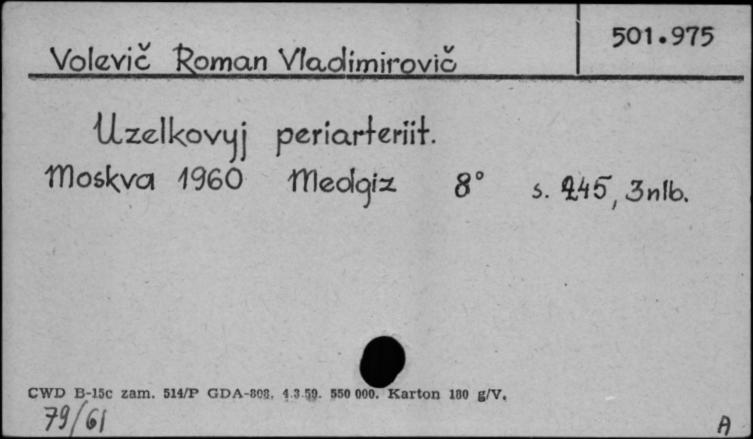 501.975
Volevič Roman Vladimirovič
Uzelkovyj periarteriit.
Moskva 1960 Medgiz 8° s. 245, 3nlb.
CWD B-15c zam. 514/P GDA-808. 4.3.59. 550 000. Karton 180 g/V.
79/61
A